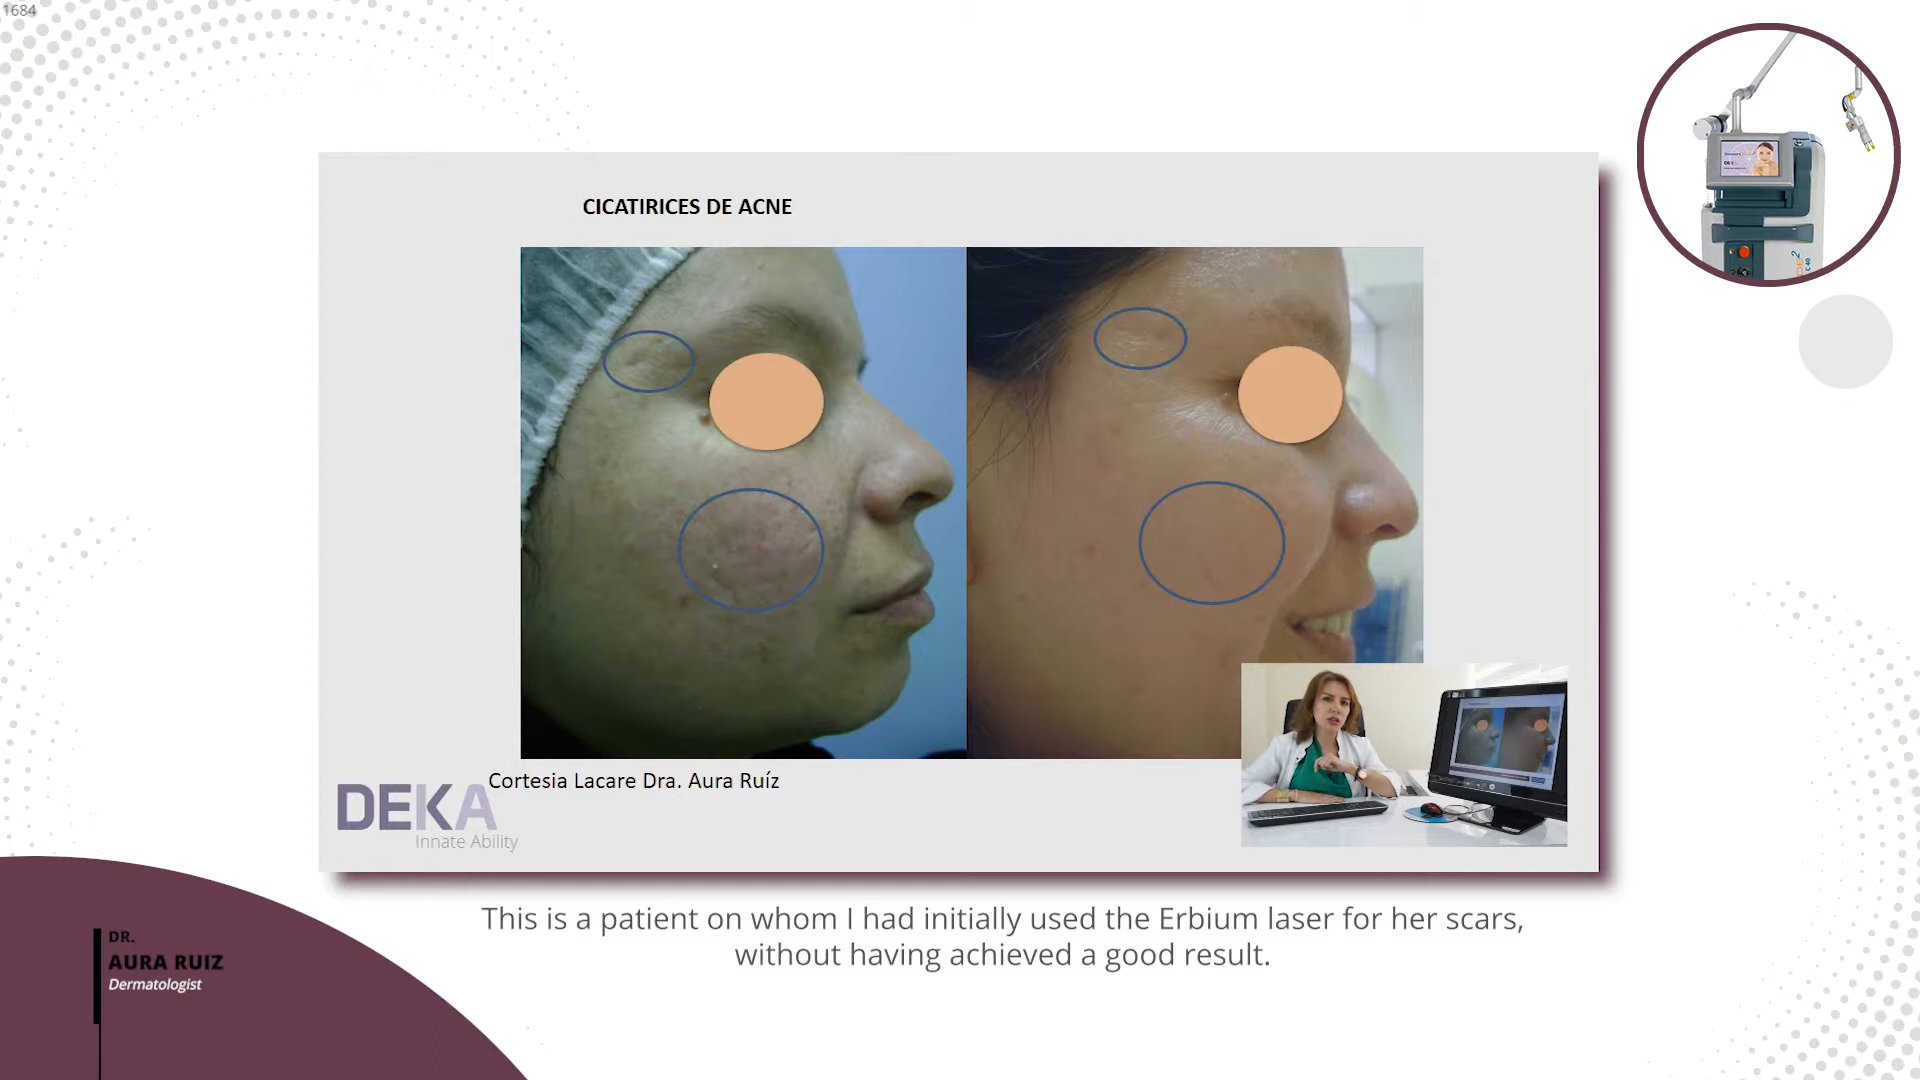 1684
CICATIRICES DE ACNE
Cortesia Lacare Dra. Aura Ruíz
DEKA
Innate Ability
This is a patient on whom I had initially used the Erbium laser for her scars,
without having achieved a good result.
DR.
AURA RUIZ
Dermatologist